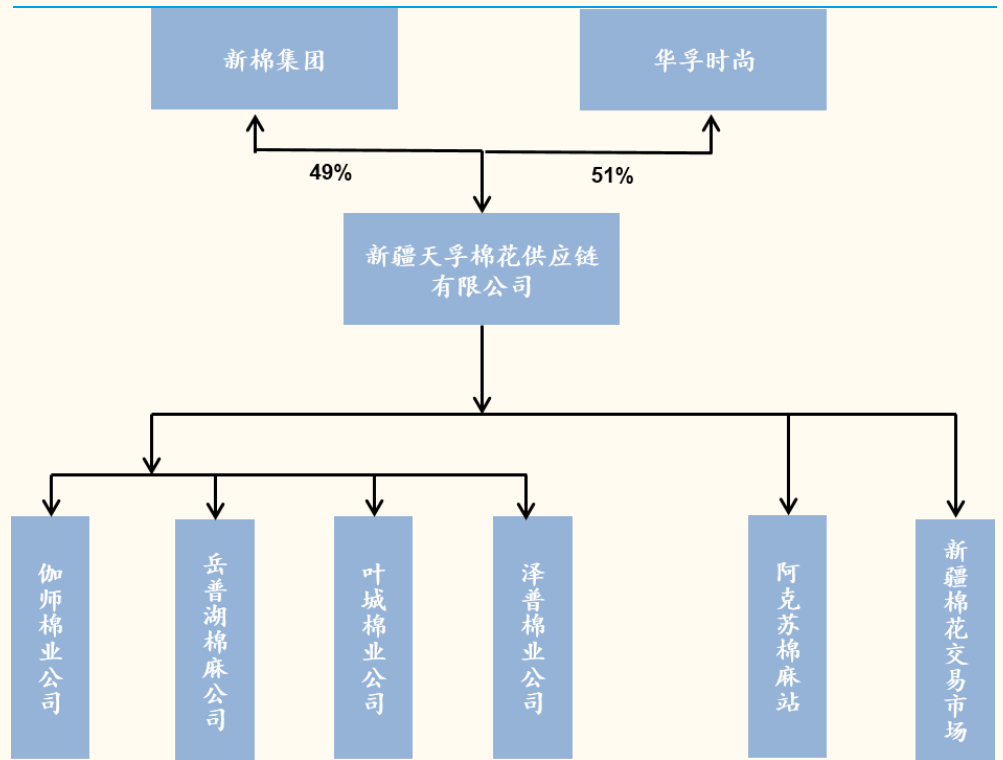 新棉集团
华孚时尚
49%
51%
新疆天孚棉花供应链
有限公司
伽师棉业公司
岳普湖棉麻公司
叶城棉业公司
泽普棉业公司
阿克苏棉麻站
新疆棉花交易市场